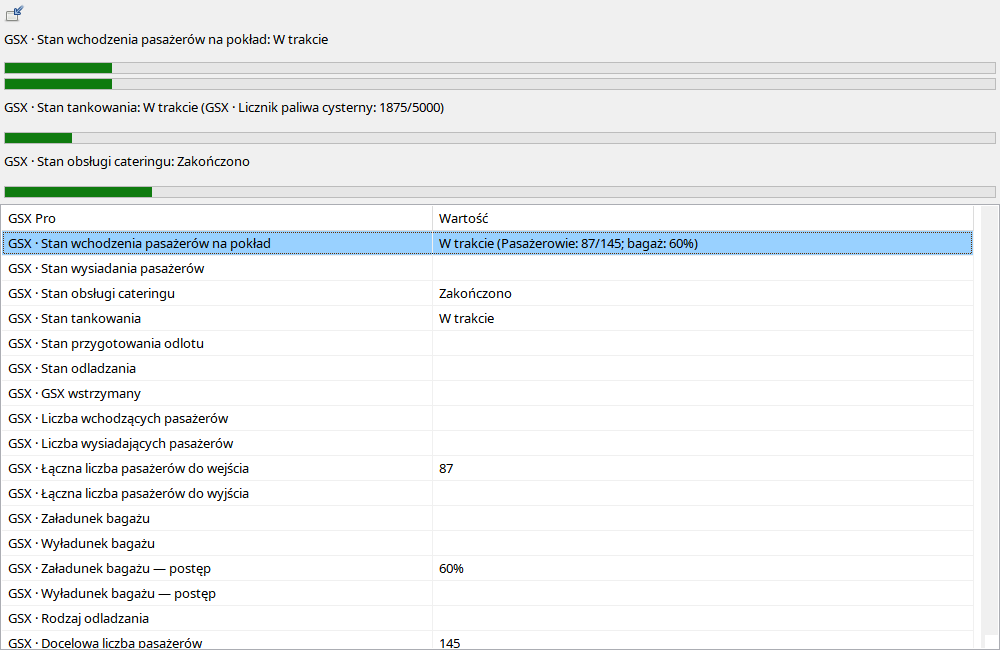 GSX · Stan wchodzenia pasażerów na pokład: W trakcie
GSX · Stan tankowania: W trakcie (GSX · Licznik paliwa cysterny: 1875/5000)
GSX · Stan obsługi cateringu: Zakończono
GSX Pro Wartość
GSX · Stan wchodzenia pasażerów na pokład W trakcie (Pasażerowie: 87/145; bagaż: 60%)
GSX · Stan wysiadania pasażerów
GSX · Stan obsługi cateringu Zakończono
GSX · Stan tankowania W trakcie
GSX · Stan przygotowania odlotu
GSX · Stan odladzania
GSX · GSX wstrzymany
GSX · Liczba wchodzących pasażerów
GSX · Liczba wysiadających pasażerów
GSX · Łączna liczba pasażerów do wejścia 87
GSX · Łączna liczba pasażerów do wyjścia
GSX · Załadunek bagażu
GSX · Wyładunek bagażu
GSX · Załadunek bagażu — postęp 60%
GSX · Wyładunek bagażu — postęp
GSX · Rodzaj odladzania
GSX · Docelowa liczba pasażerów 145